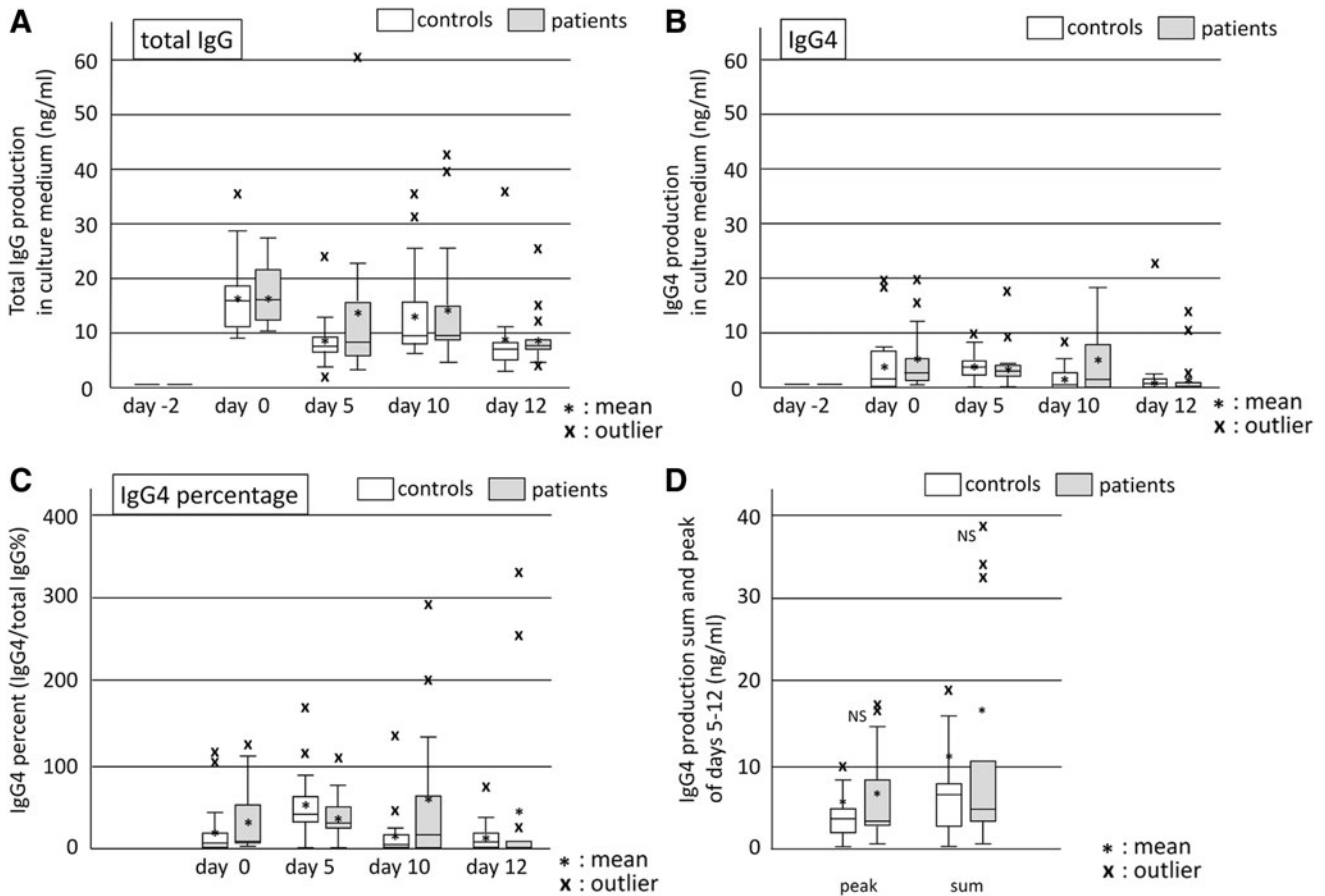 A
total IgG
controls
patients
Total IgG production
in culture medium (ng/ml)
60
50
40
30
20
10
0
day -2
day 0
day 5
day 10
day 12
* : mean
x : outlier
B
IgG4
controls
patients
IgG4 production
in culture medium (ng/ml)
60
50
40
30
20
10
0
day -2
day 0
day 5
day 10
day 12
* : mean
x : outlier
C
IgG4 percentage
controls
patients
IgG4 percent (IgG4/total IgG%)
400
300
200
100
0
day 0
day 5
day 10
day 12
* : mean
x : outlier
D
controls
patients
IgG4 production sum and peak
of days 5-12 (ng/ml)
40
30
20
10
0
NS
NS
peak
sum
* : mean
x : outlier